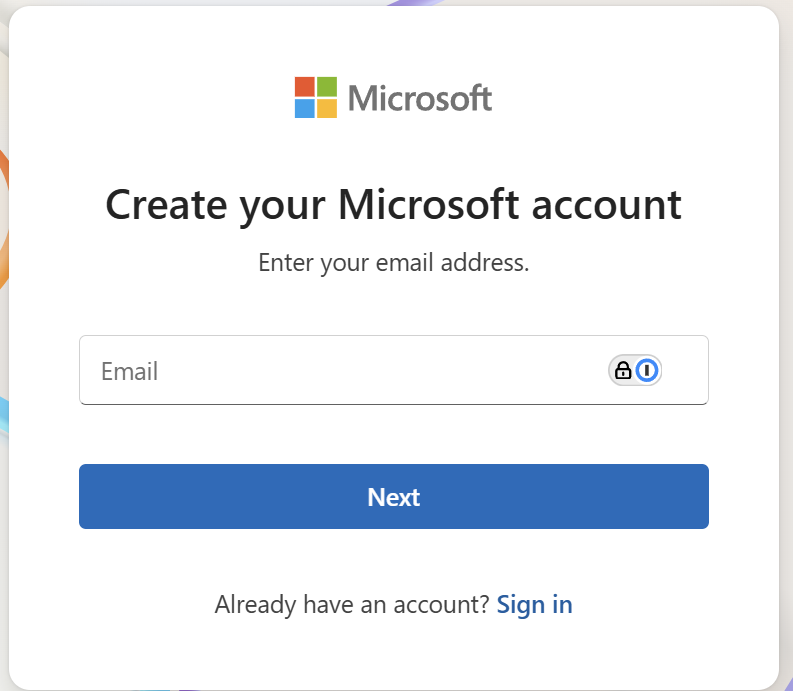 Microsoft
Create your Microsoft account
Enter your email address.
Email
Next
Already have an account? Sign in